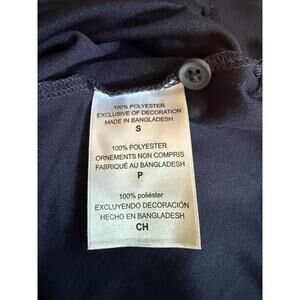 100% POLYESTER
EXCLUSIVE OF DECORATION
MADE IN BANGLADESH
S
100% POLYESTER
ORNEMENTS NON COMPRIS
FABRIQUÉ AU BANGLADESH
P
100% poliéster
EXCLUYENDO DECORACIÓN
HECHO EN BANGLADESH
CH